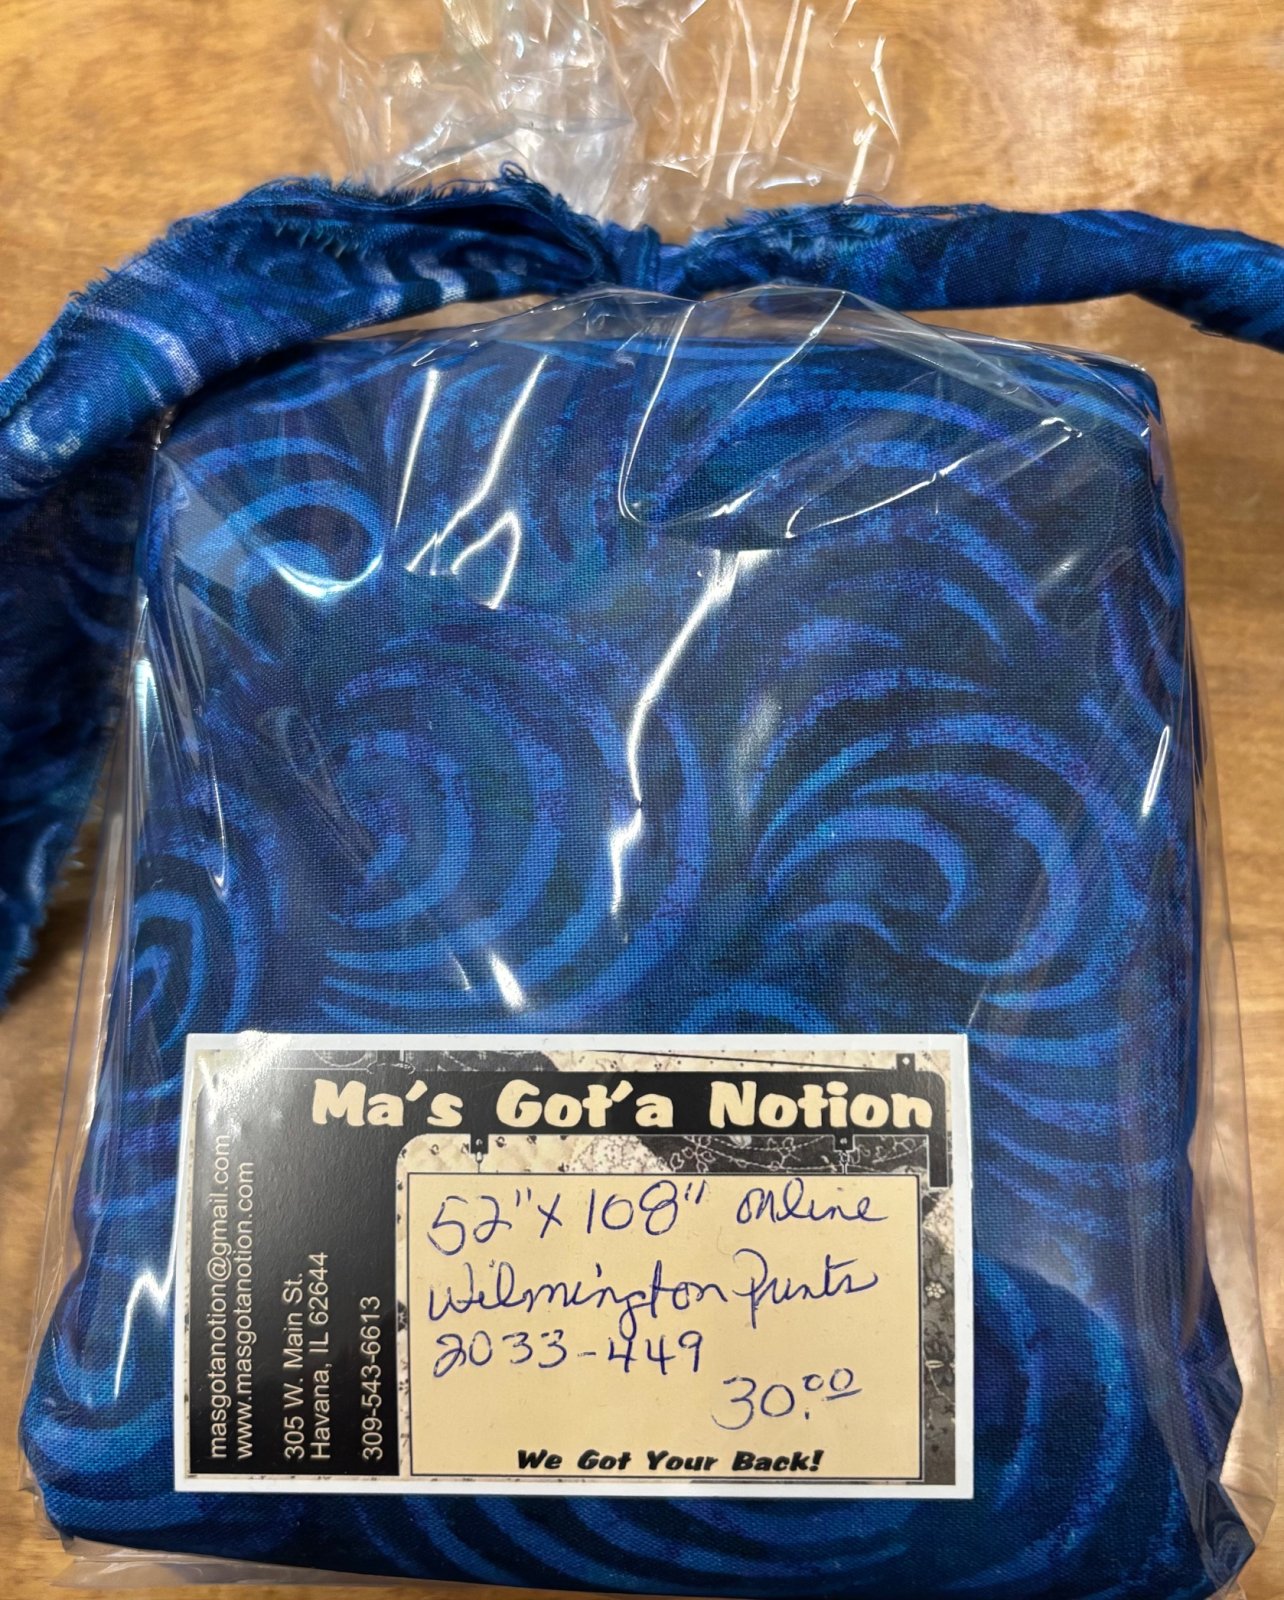 Ma's Got'a Notion
masgotanotion@gmail.com
www.masgotanotion.com
305 W. Main St.
Havana, IL 62644
309-543-6613
52" x 108" online
Wilmington Prints
2033-449
30.00
We Got Your Back!